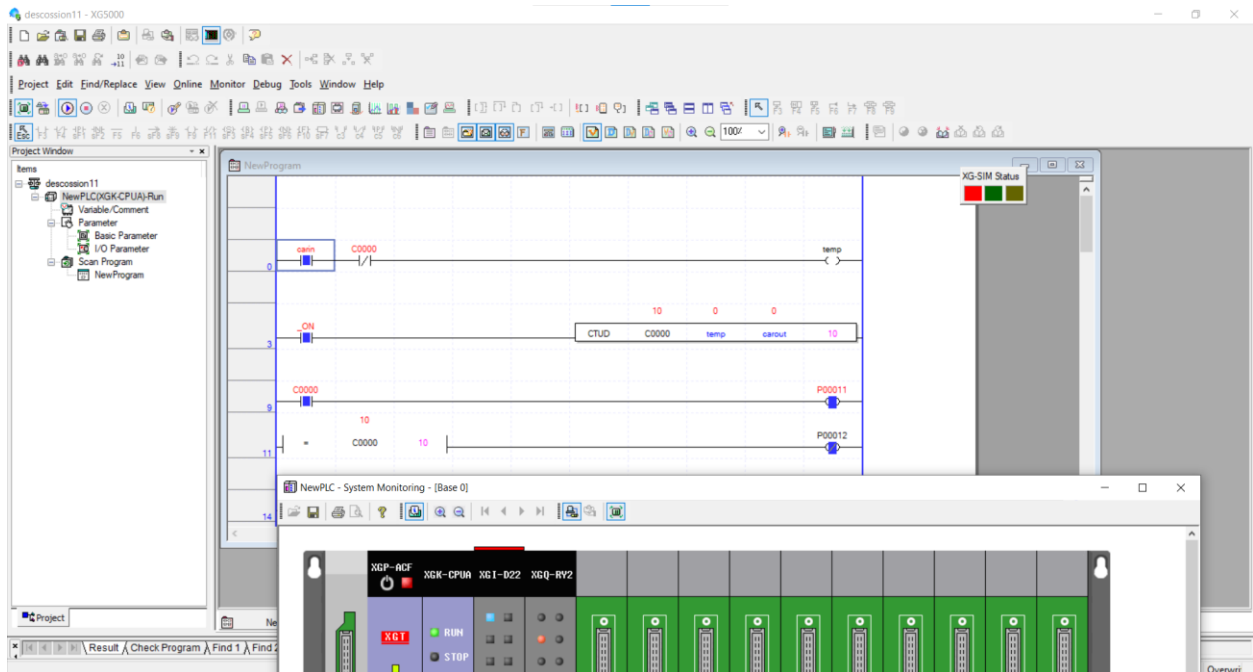 descossion11 - XG5000
Project Edit Find/Replace View Online Monitor Debug Tools Window Help
100%
Project Window
Items
descossion11
NewPLC(XGK-CPUA)-Run
Variable/Comment
Parameter
Basic Parameter
I/O Parameter
Scan Program
NewProgram
NewProgram
XG-SIM Status
carin C0000 temp
0
10 0 0
_ON
CTUD C0000 temp carout 10
3
C0000 P00011
9
10
= C0000 10 P00012
11
14
NewPLC - System Monitoring - [Base 0]
XGP-ACF XGK-CPUA XGI-D22 XGQ-RY2
XGT
RUN
STOP
Project
Ne
Result Check Program Find 1 Find 2
Overwri